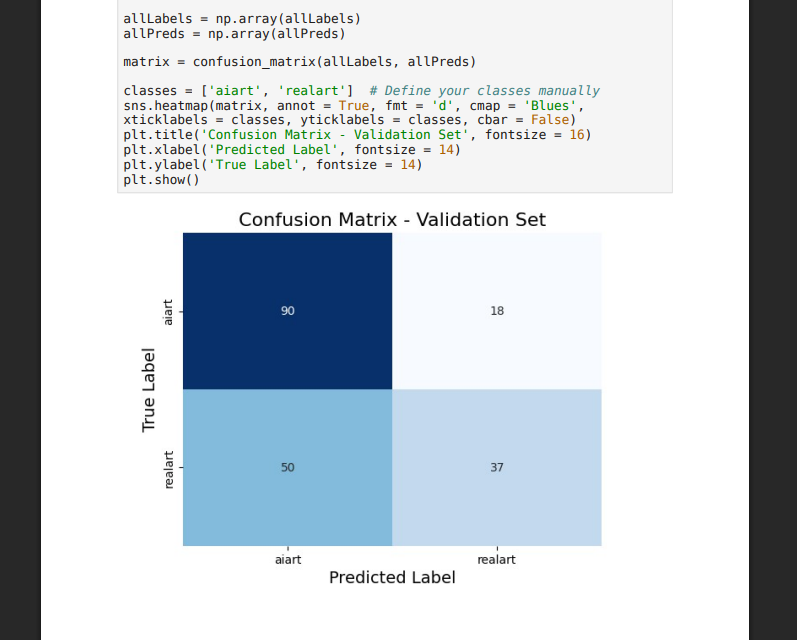 allLabels = np.array(allLabels)
allPreds = np.array(allPreds)
matrix = confusion_matrix(allLabels, allPreds)
classes = ['aiart', 'realart']  # Define your classes manually
sns.heatmap(matrix, annot = True, fmt = 'd', cmap = 'Blues',
xticklabels = classes, yticklabels = classes, cbar = False)
plt.title('Confusion Matrix - Validation Set', fontsize = 16)
plt.xlabel('Predicted Label', fontsize = 14)
plt.ylabel('True Label', fontsize = 14)
plt.show()
Confusion Matrix - Validation Set
True Label
aiart
90
18
realart
50
37
aiart
realart
Predicted Label